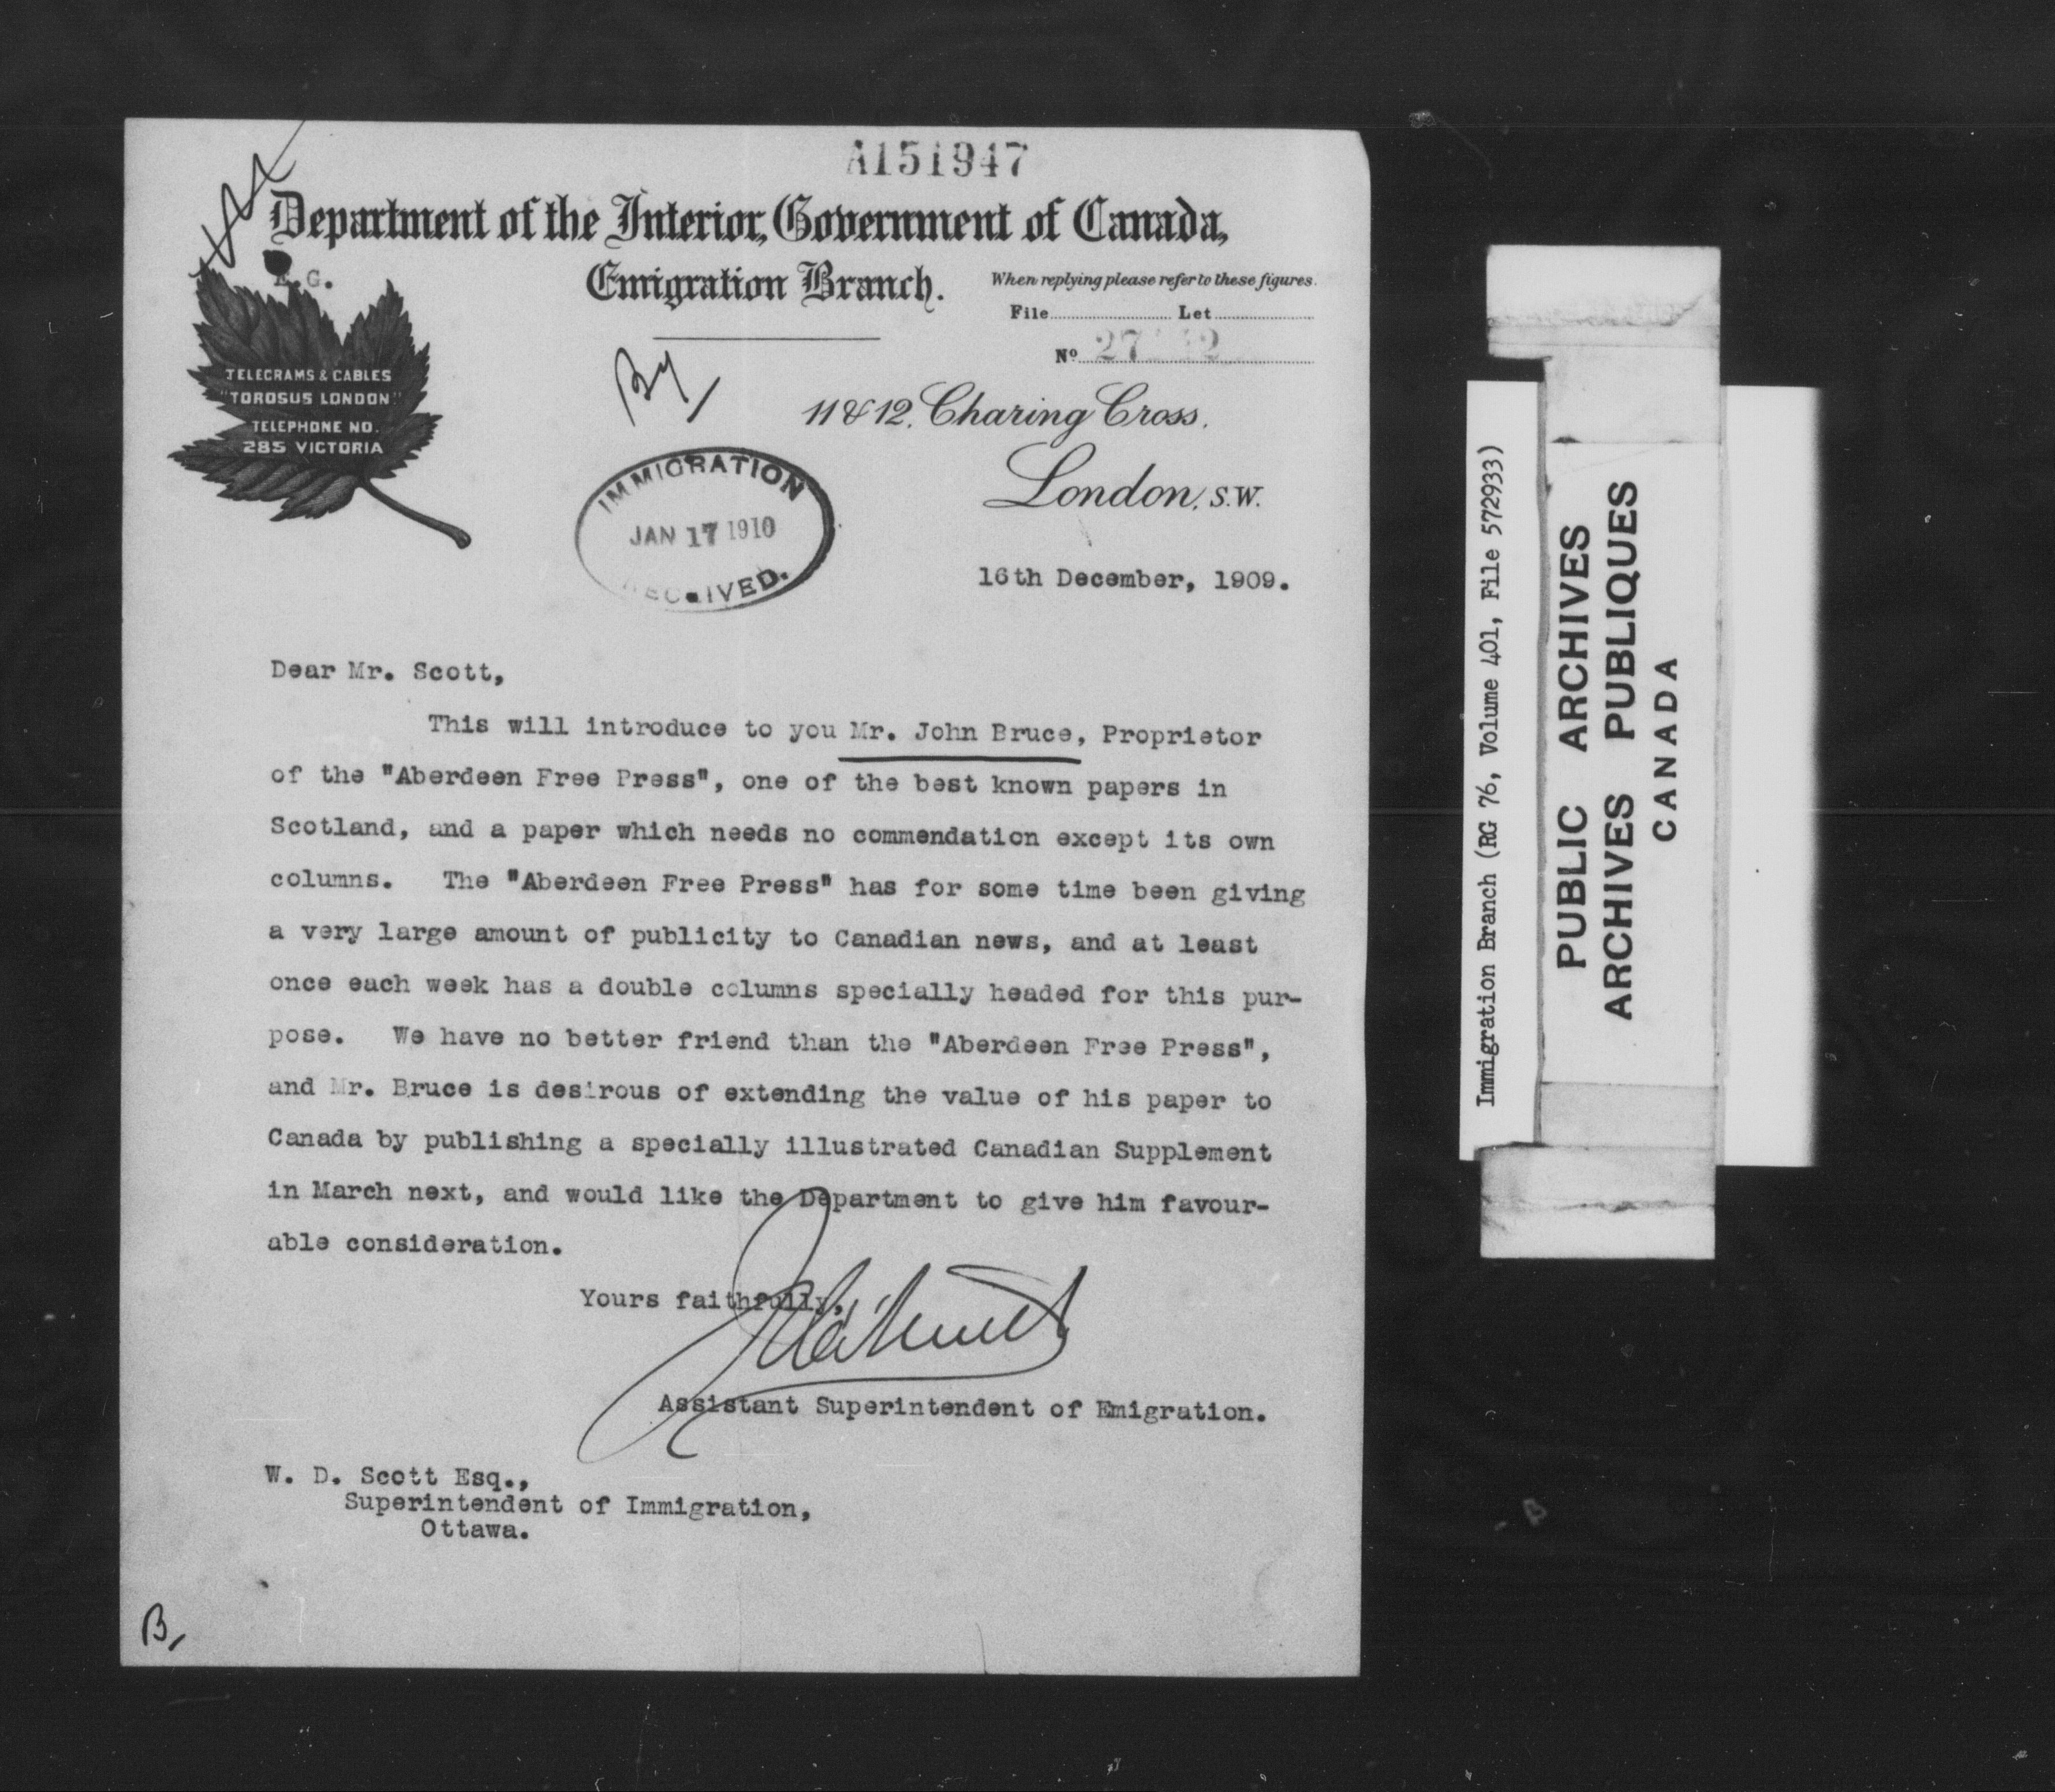 A151947
Department of the Interior, Government of Canada,
Emigration Branch.
When replying please refer to these figures.
File Let
No
E.G.
TELEGRAMS & CABLES
"TOROSUS LONDON"
TELEPHONE NO.
285 VICTORIA
11 & 12, Charing Cross,
London, S.W.
IMMIGRATION
JAN 17 1910
RECEIVED.
16th December, 1909.
Dear Mr. Scott,
This will introduce to you Mr. John Bruce, Proprietor
of the "Aberdeen Free Press", one of the best known papers in
Scotland, and a paper which needs no commendation except its own
columns. The "Aberdeen Free Press" has for some time been giving
a very large amount of publicity to Canadian news, and at least
once each week has a double columns specially headed for this pur-
pose. We have no better friend than the "Aberdeen Free Press",
and Mr. Bruce is desirous of extending the value of his paper to
Canada by publishing a specially illustrated Canadian Supplement
in March next, and would like the Department to give him favour-
able consideration.
Yours faithfully,
Assistant Superintendent of Emigration.
W. D. Scott Esq.,
Superintendent of Immigration,
Ottawa.
B,
Immigration Branch (RG 76, Volume 401, File 572933)
PUBLIC ARCHIVES
ARCHIVES PUBLIQUES
CANADA